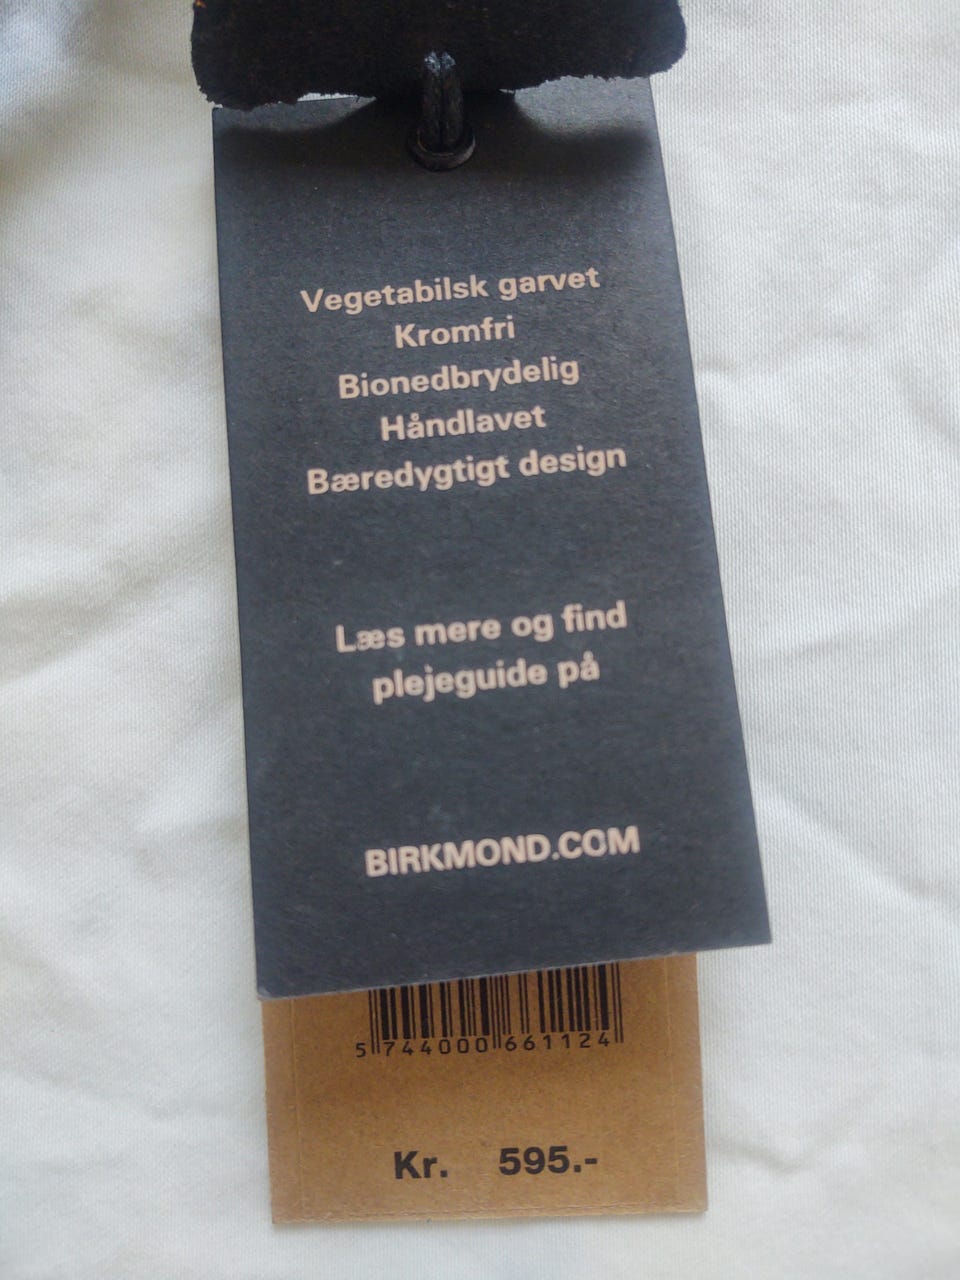 Vegetabilsk garvet
Kromfri
Bionedbrydelig
Håndlavet
Bæredygtigt design
Læs mere og find
plejeguide på
BIRKMOND.COM
5 744000 661124
Kr. 595.-